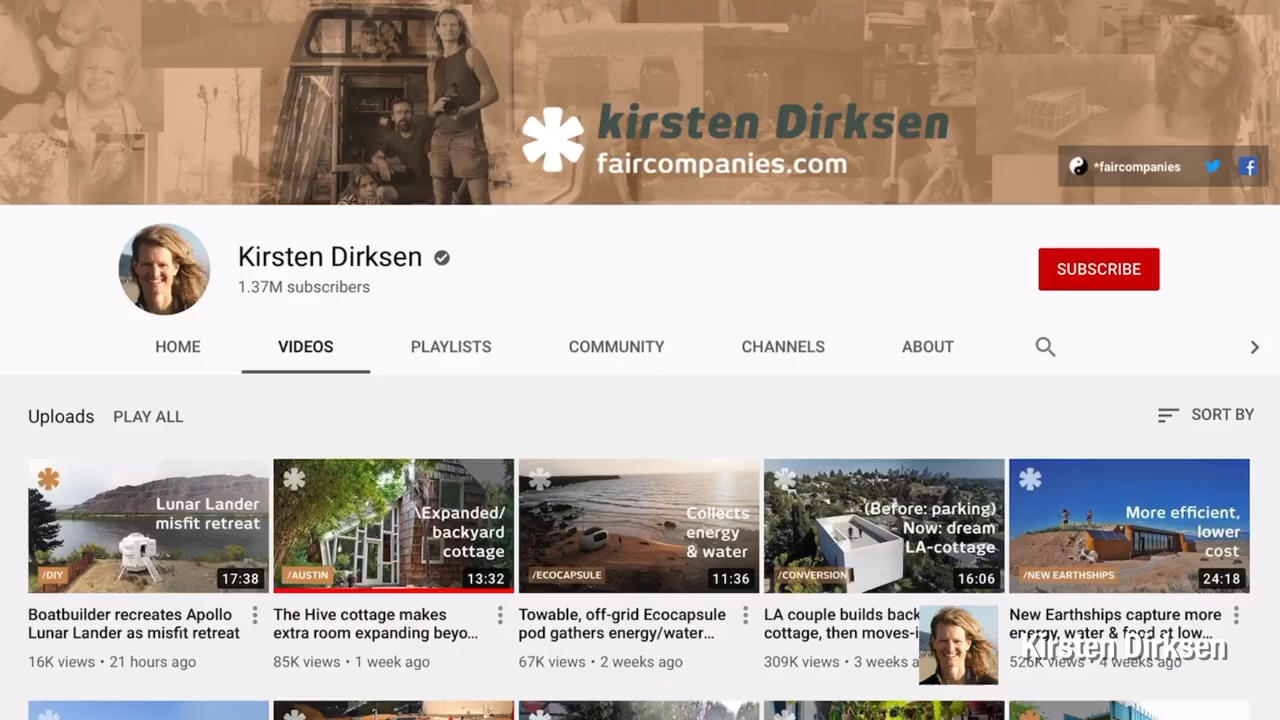 kirsten Dirksen
faircompanies.com
*faircompanies
Kirsten Dirksen
1.37M subscribers
SUBSCRIBE
HOME VIDEOS PLAYLISTS COMMUNITY CHANNELS ABOUT
Uploads PLAY ALL
SORT BY
Lunar Lander
misfit retreat
/DIY
17:38
Boatbuilder recreates Apollo
Lunar Lander as misfit retreat
16K views • 21 hours ago
\Expanded/
backyard
cottage
/AUSTIN
13:32
The Hive cottage makes
extra room expanding beyo...
85K views • 1 week ago
Collects
energy
& water
/ECOCAPSULE
11:36
Towable, off-grid Ecocapsule
pod gathers energy/water...
67K views • 2 weeks ago
(Before: parking)
Now: dream
LA-cottage
/CONVERSION
16:06
LA couple builds back
cottage, then moves-i
309K views • 3 weeks a
More efficient,
lower
cost
/NEW EARTHSHIPS
24:18
New Earthships capture more
energy, water & food at low...
526K views • 4 weeks ago
Kirsten Dirksen